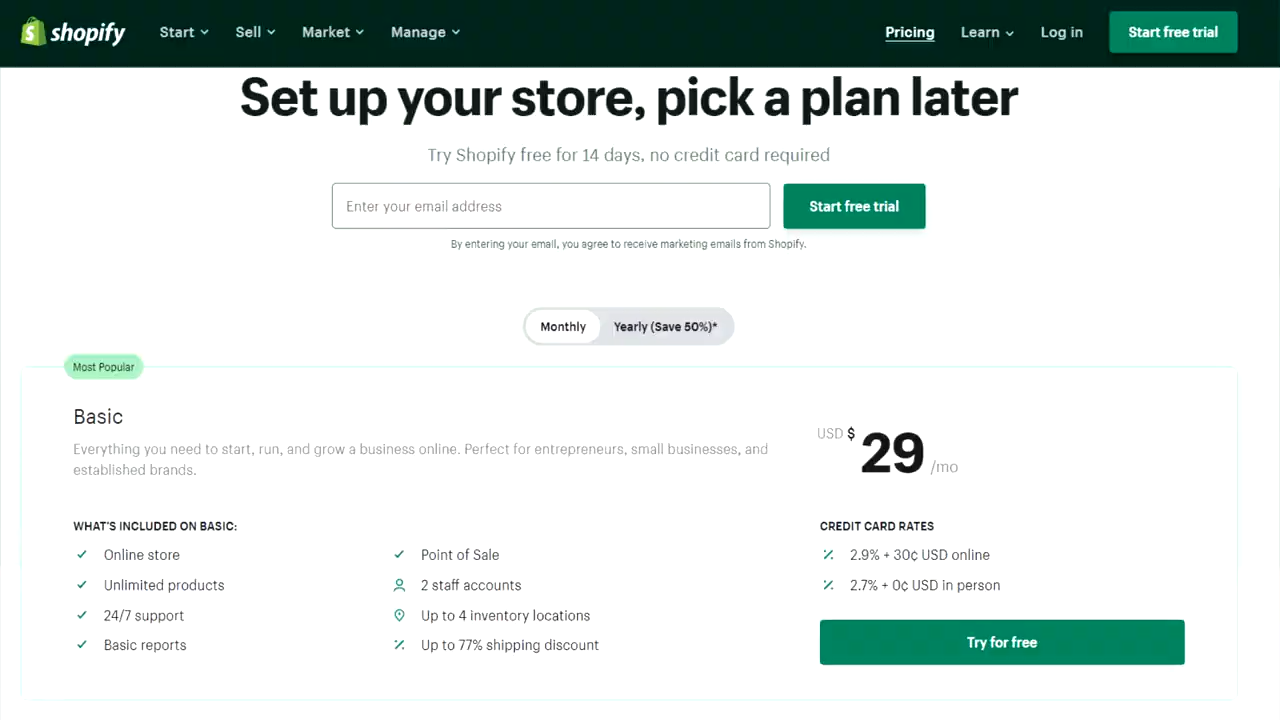 shopify Start Sell Market Manage Pricing Learn Log in Start free trial
Set up your store, pick a plan later
Try Shopify free for 14 days, no credit card required
Enter your email address Start free trial
By entering your email, you agree to receive marketing emails from Shopify.
Monthly Yearly (Save 50%)*
Most Popular
Basic
Everything you need to start, run, and grow a business online. Perfect for entrepreneurs, small businesses, and
established brands.
USD $ 29 /mo
WHAT'S INCLUDED ON BASIC:
Online store
Unlimited products
24/7 support
Basic reports
Point of Sale
2 staff accounts
Up to 4 inventory locations
Up to 77% shipping discount
CREDIT CARD RATES
2.9% + 30¢ USD online
2.7% + 0¢ USD in person
Try for free